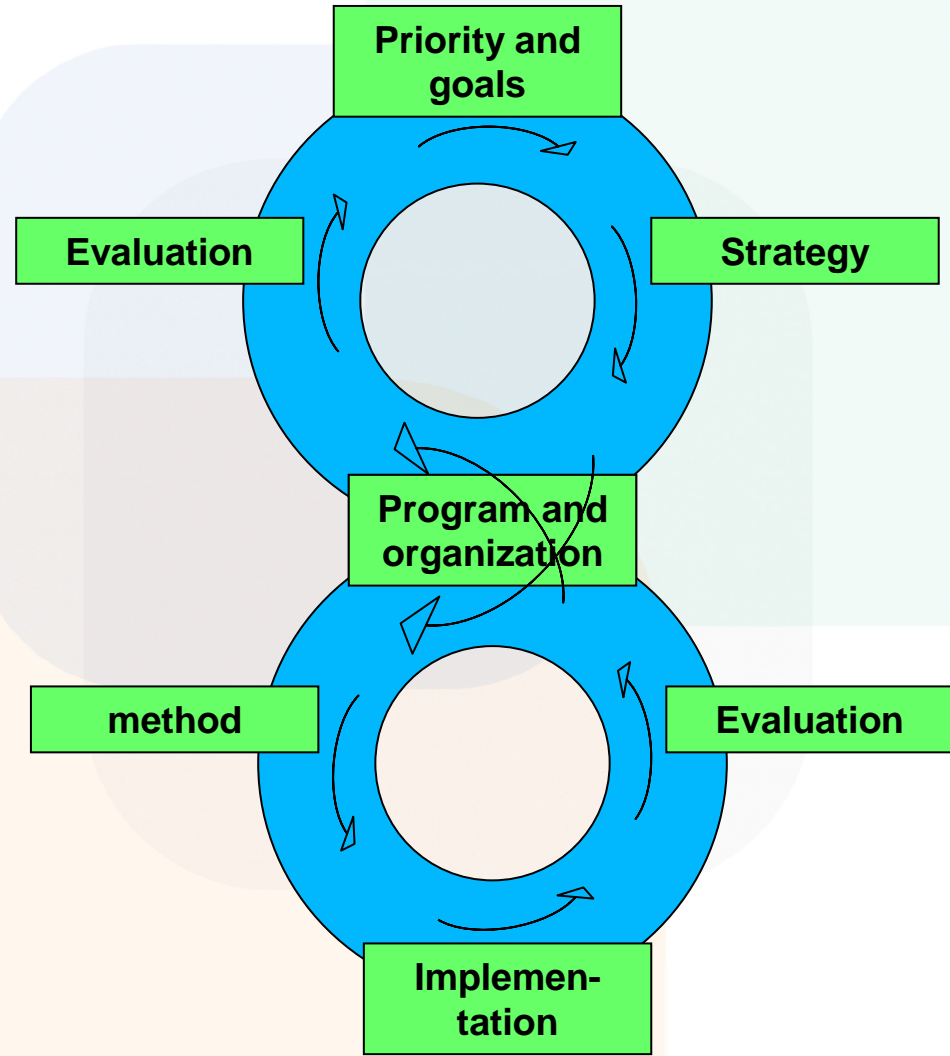 Priority and
goals
Evaluation
Strategy
Program and
organization
method
Evaluation
Implemen-
tation